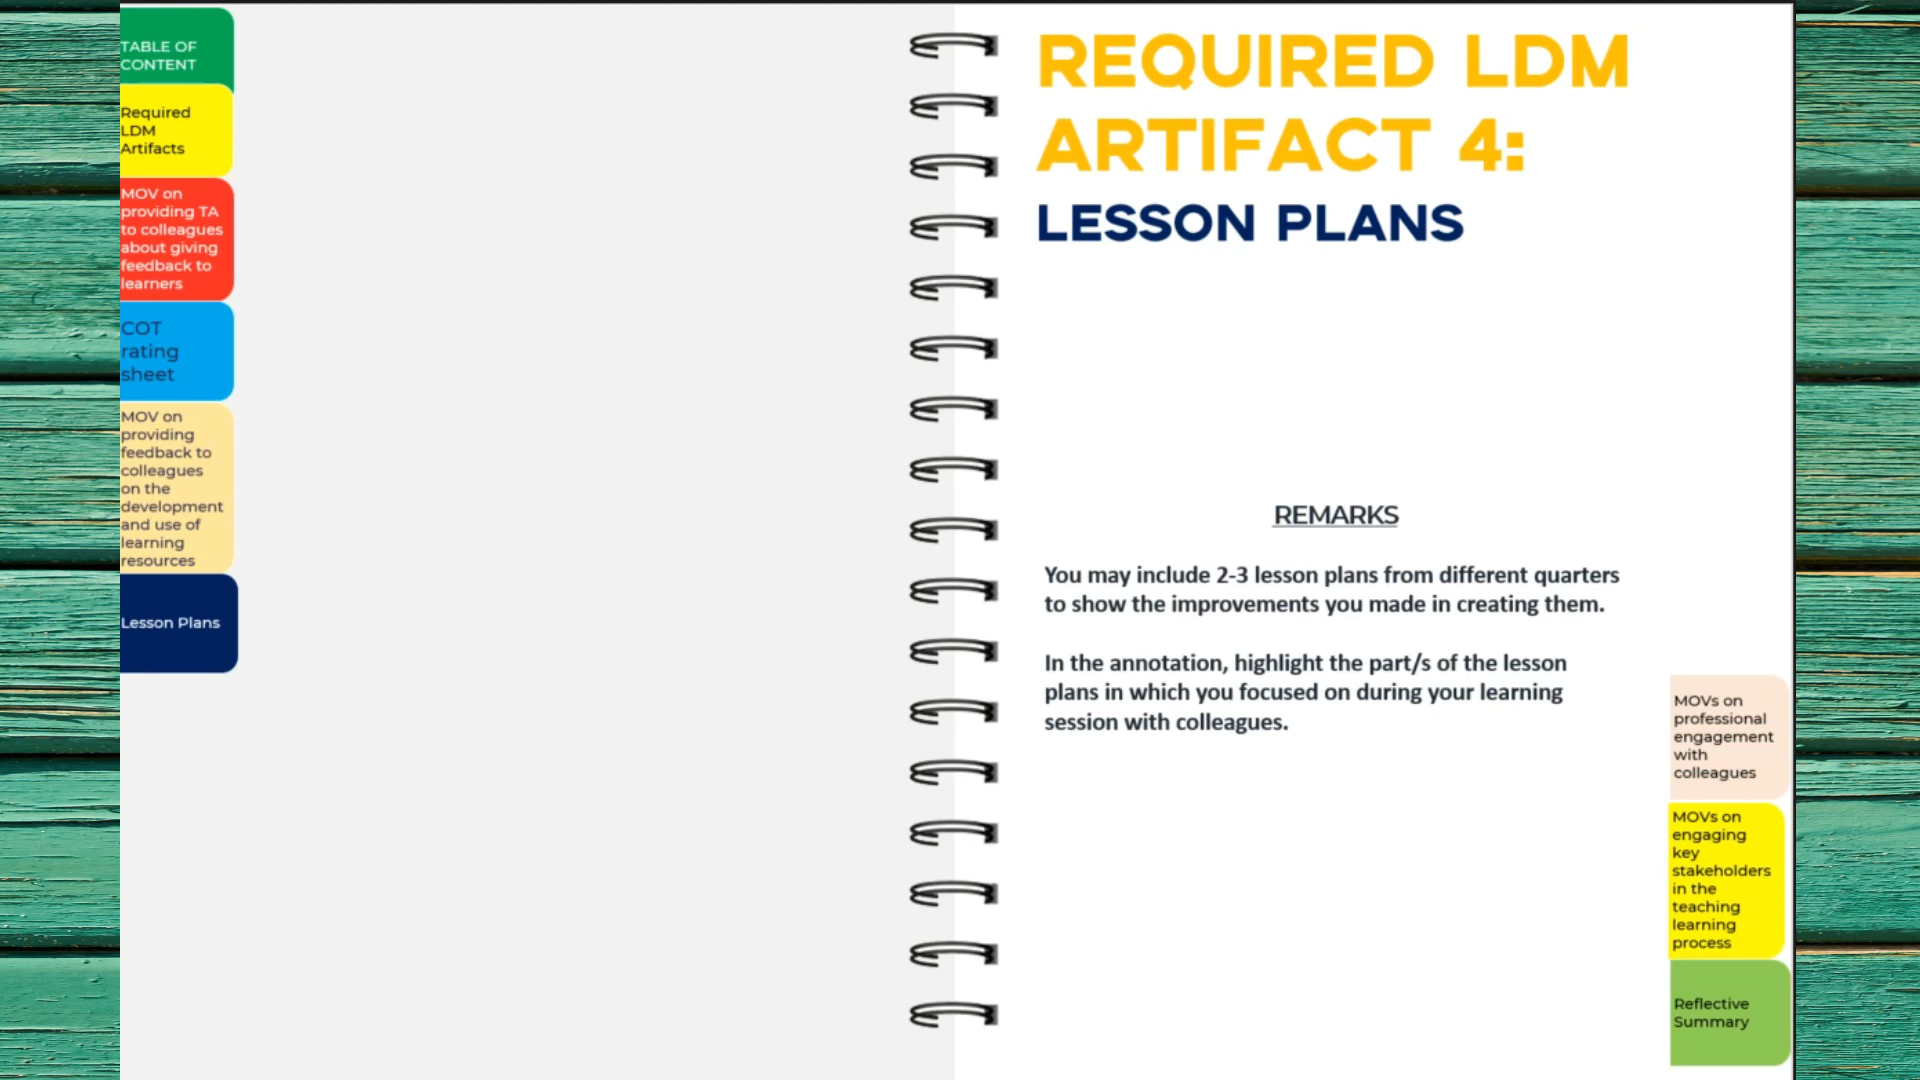 TABLE OF
CONTENT
Required
LDM
Artifacts
MOV on
providing TA
to colleagues
about giving
feedback to
learners
COT
rating
sheet
MOV on
providing
feedback to
colleagues
on the
development
and use of
learning
resources
Lesson Plans
REQUIRED LDM
ARTIFACT 4:
LESSON PLANS
REMARKS
You may include 2-3 lesson plans from different quarters
to show the improvements you made in creating them.
In the annotation, highlight the part/s of the lesson
plans in which you focused on during your learning
session with colleagues.
MOVs on
professional
engagement
with
colleagues
MOVs on
engaging
key
stakeholders
in the
teaching
learning
process
Reflective
Summary